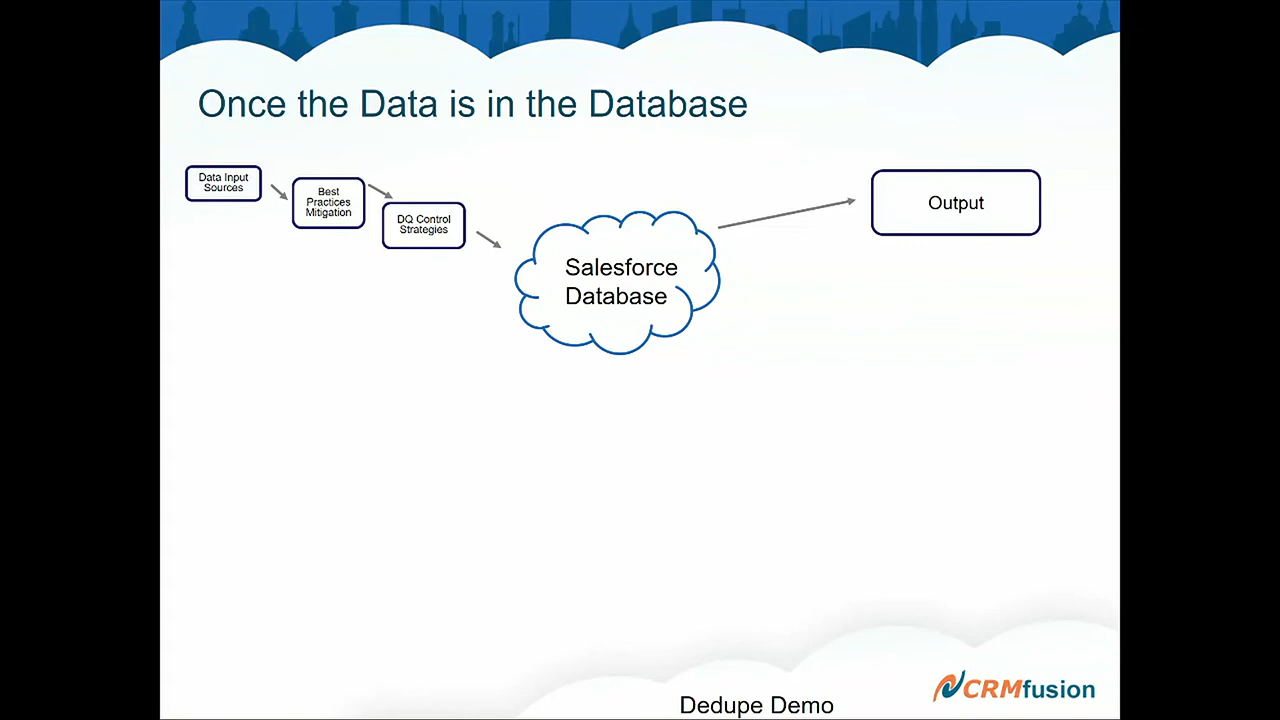 Once the Data is in the Database
Data Input
Sources
Best
Practices
Mitigation
DQ Control
Strategies
Salesforce
Database
Output
CRMfusion
Dedupe Demo